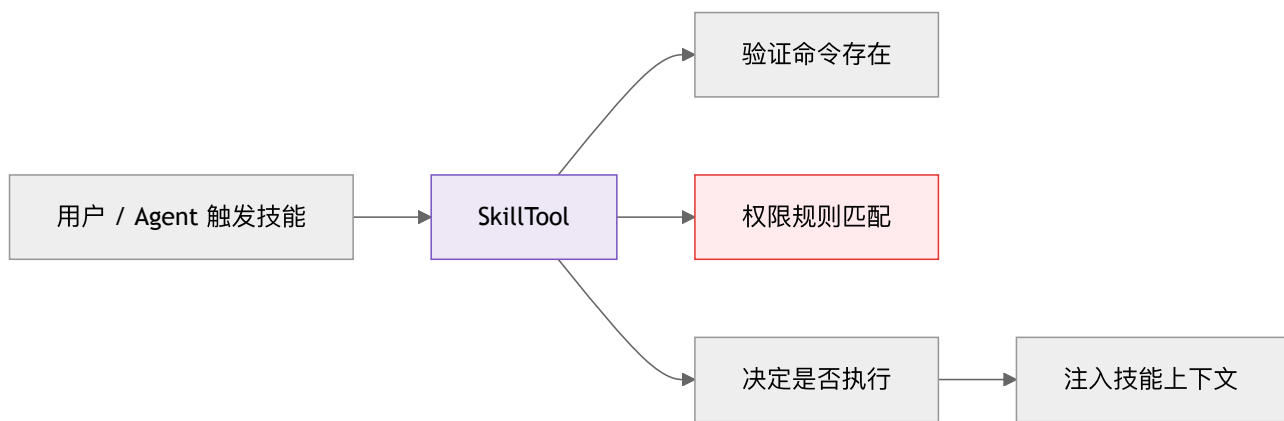 验证命令存在
用户 / Agent 触发技能
SkillTool
权限规则匹配
决定是否执行
注入技能上下文